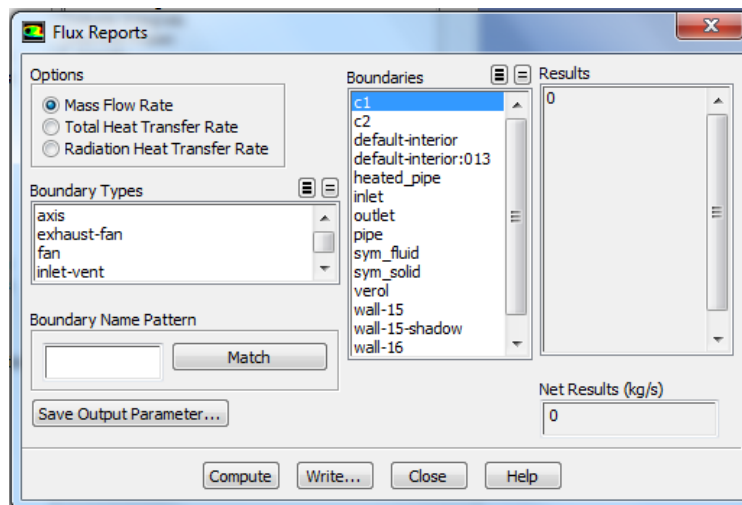 Flux Reports
Options
Mass Flow Rate
Total Heat Transfer Rate
Radiation Heat Transfer Rate
Boundary Types
axis
exhaust-fan
fan
inlet-vent
Boundary Name Pattern
Match
Save Output Parameter...
Boundaries
c1
c2
default-interior
default-interior:013
heated_pipe
inlet
outlet
pipe
sym_fluid
sym_solid
verol
wall-15
wall-15-shadow
wall-16
Results
0
Net Results (kg/s)
0
Compute
Write...
Close
Help